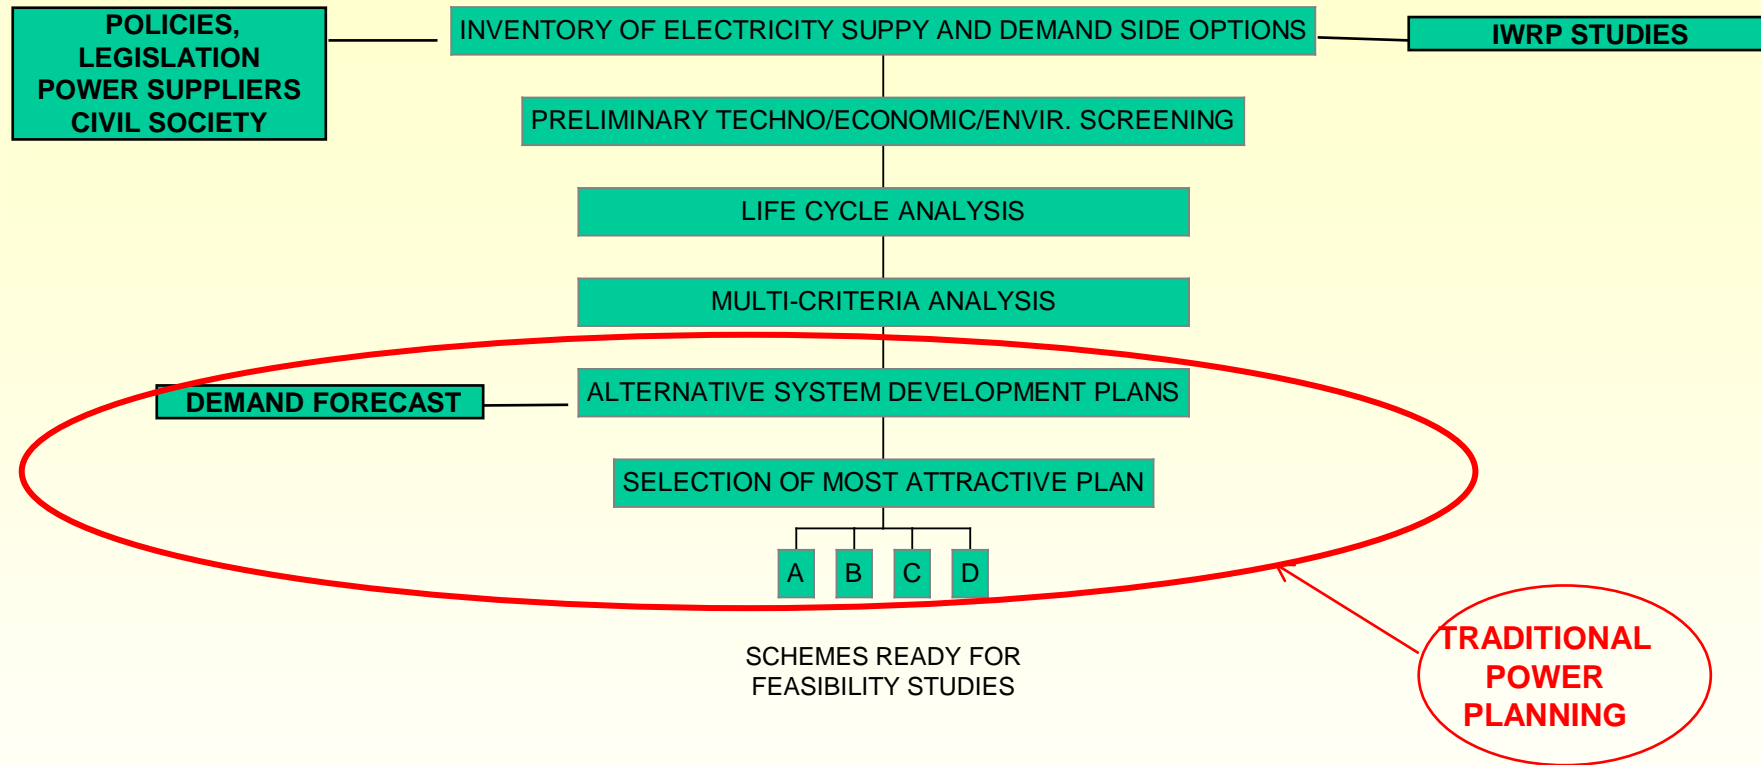 POLICIES,
LEGISLATION
POWER SUPPLIERS
CIVIL SOCIETY
INVENTORY OF ELECTRICITY SUPPY AND DEMAND SIDE OPTIONS
IWRP STUDIES
PRELIMINARY TECHNO/ECONOMIC/ENVIR. SCREENING
LIFE CYCLE ANALYSIS
MULTI-CRITERIA ANALYSIS
DEMAND FORECAST
ALTERNATIVE SYSTEM DEVELOPMENT PLANS
SELECTION OF MOST ATTRACTIVE PLAN
A B C D
SCHEMES READY FOR
FEASIBILITY STUDIES
TRADITIONAL
POWER
PLANNING